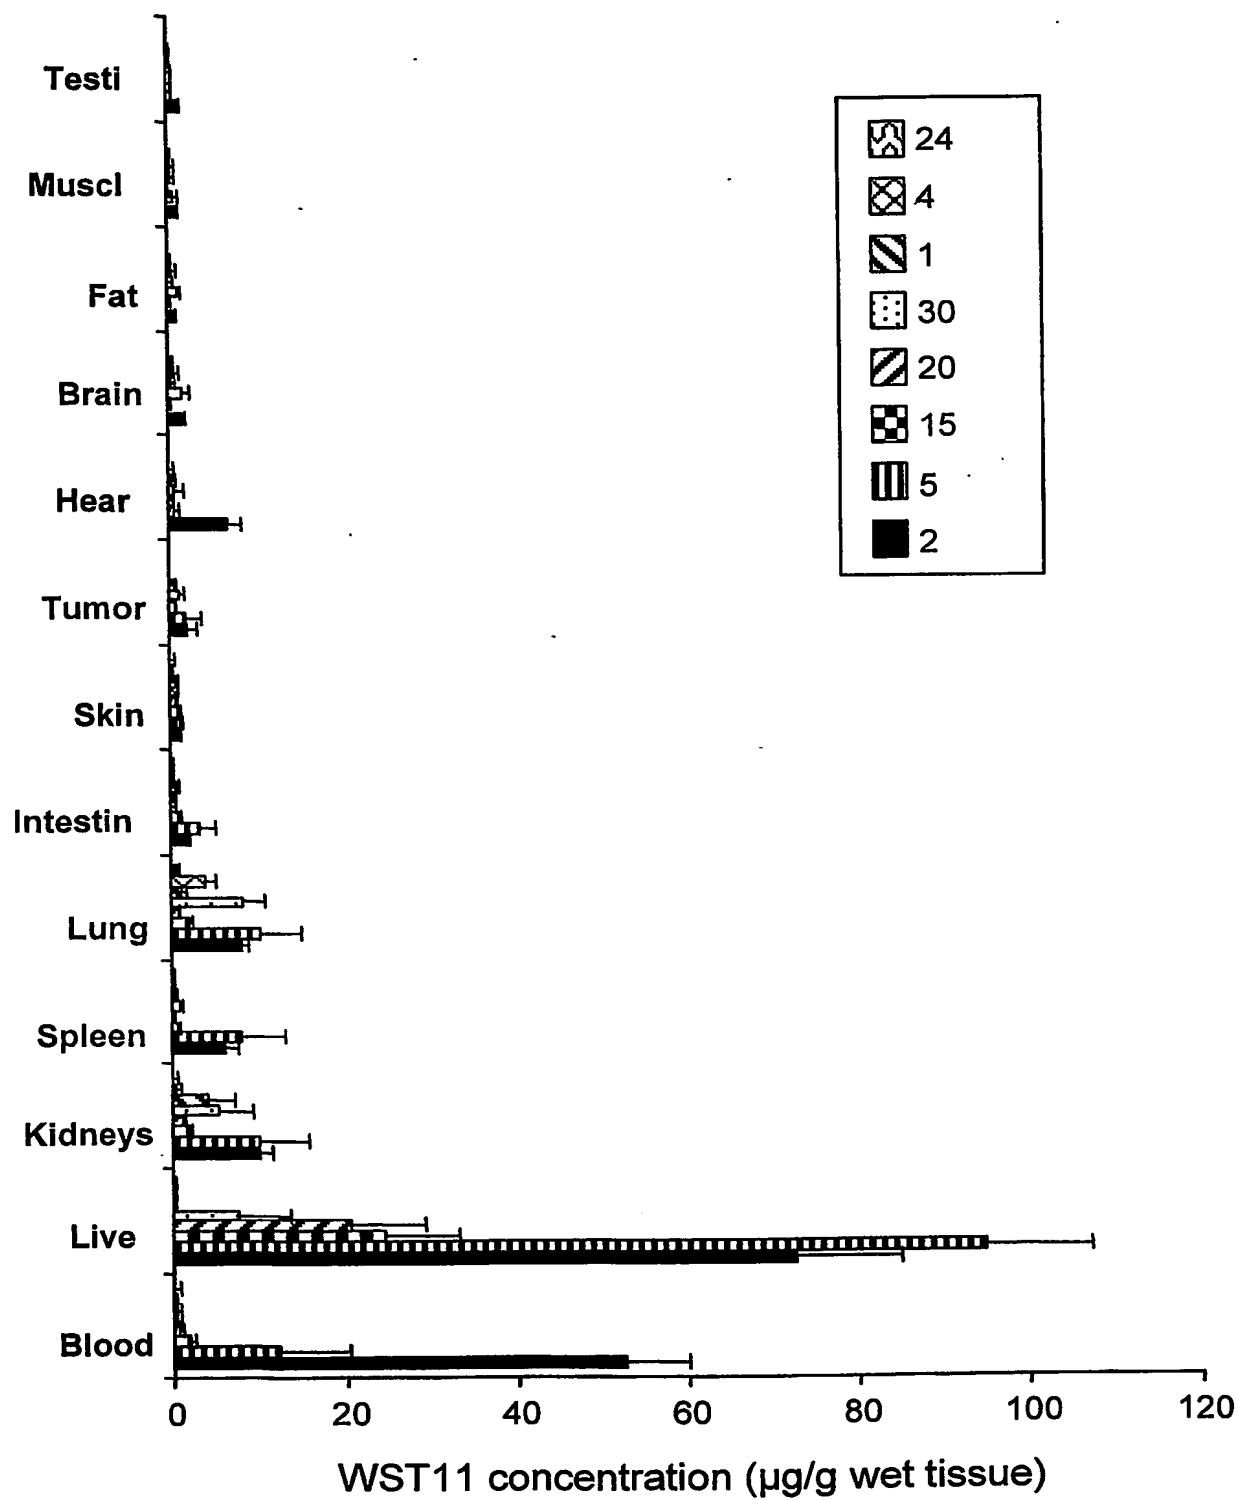 Testi
Muscl
Fat
Brain
Hear
Tumor
Skin
Intestin
Lung
Spleen
Kidneys
Live
Blood
24
4
1
30
20
15
5
2
0 20 40 60 80 100 120
WST11 concentration (µg/g wet tissue)